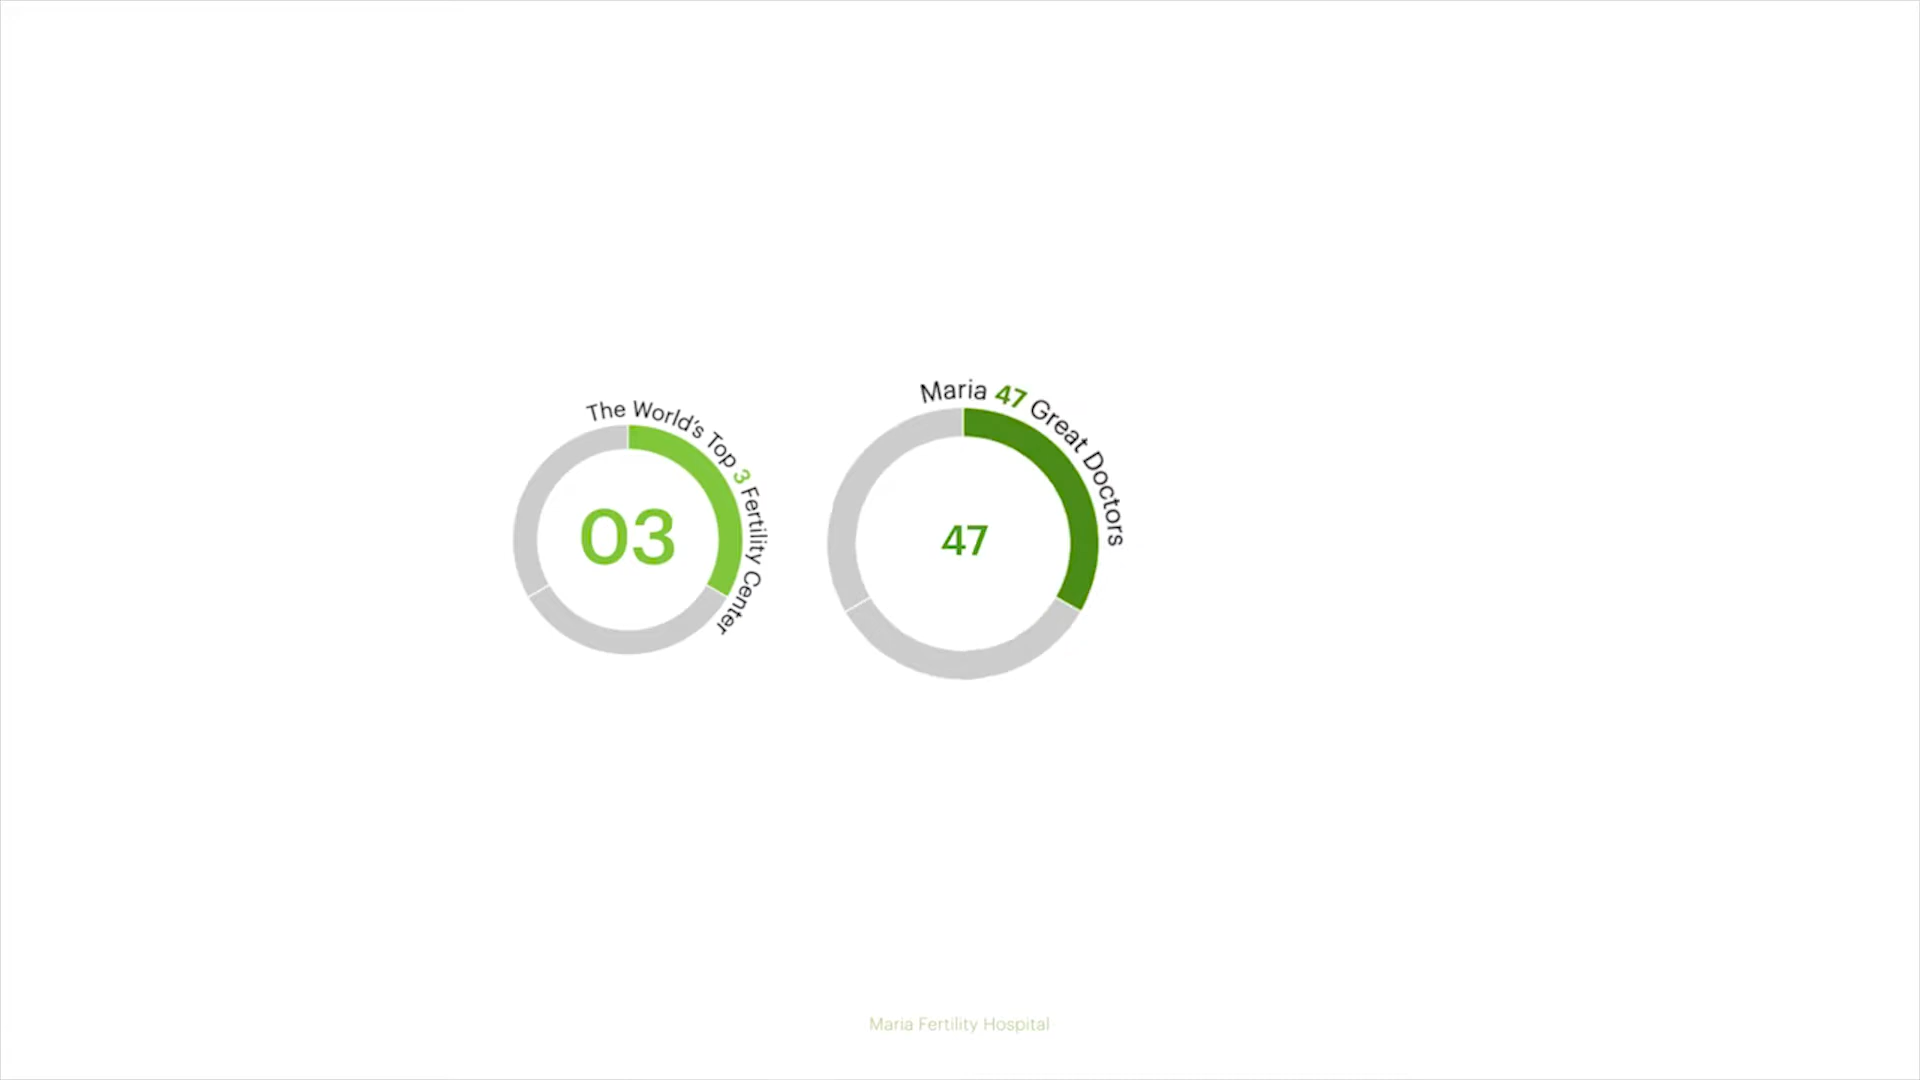 The World's Top 3 Fertility Center
03
Maria 47 Great Doctors
47
Maria Fertility Hospital